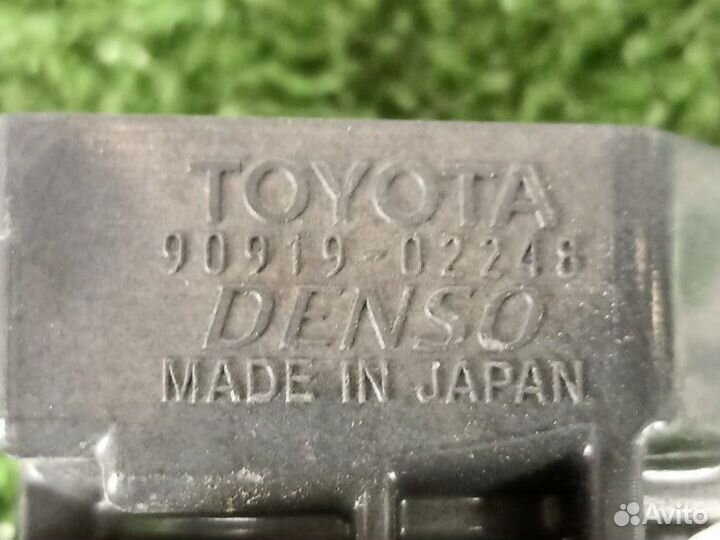 TOYOTA
90919-02248
DENSO
MADE IN JAPAN
Avito